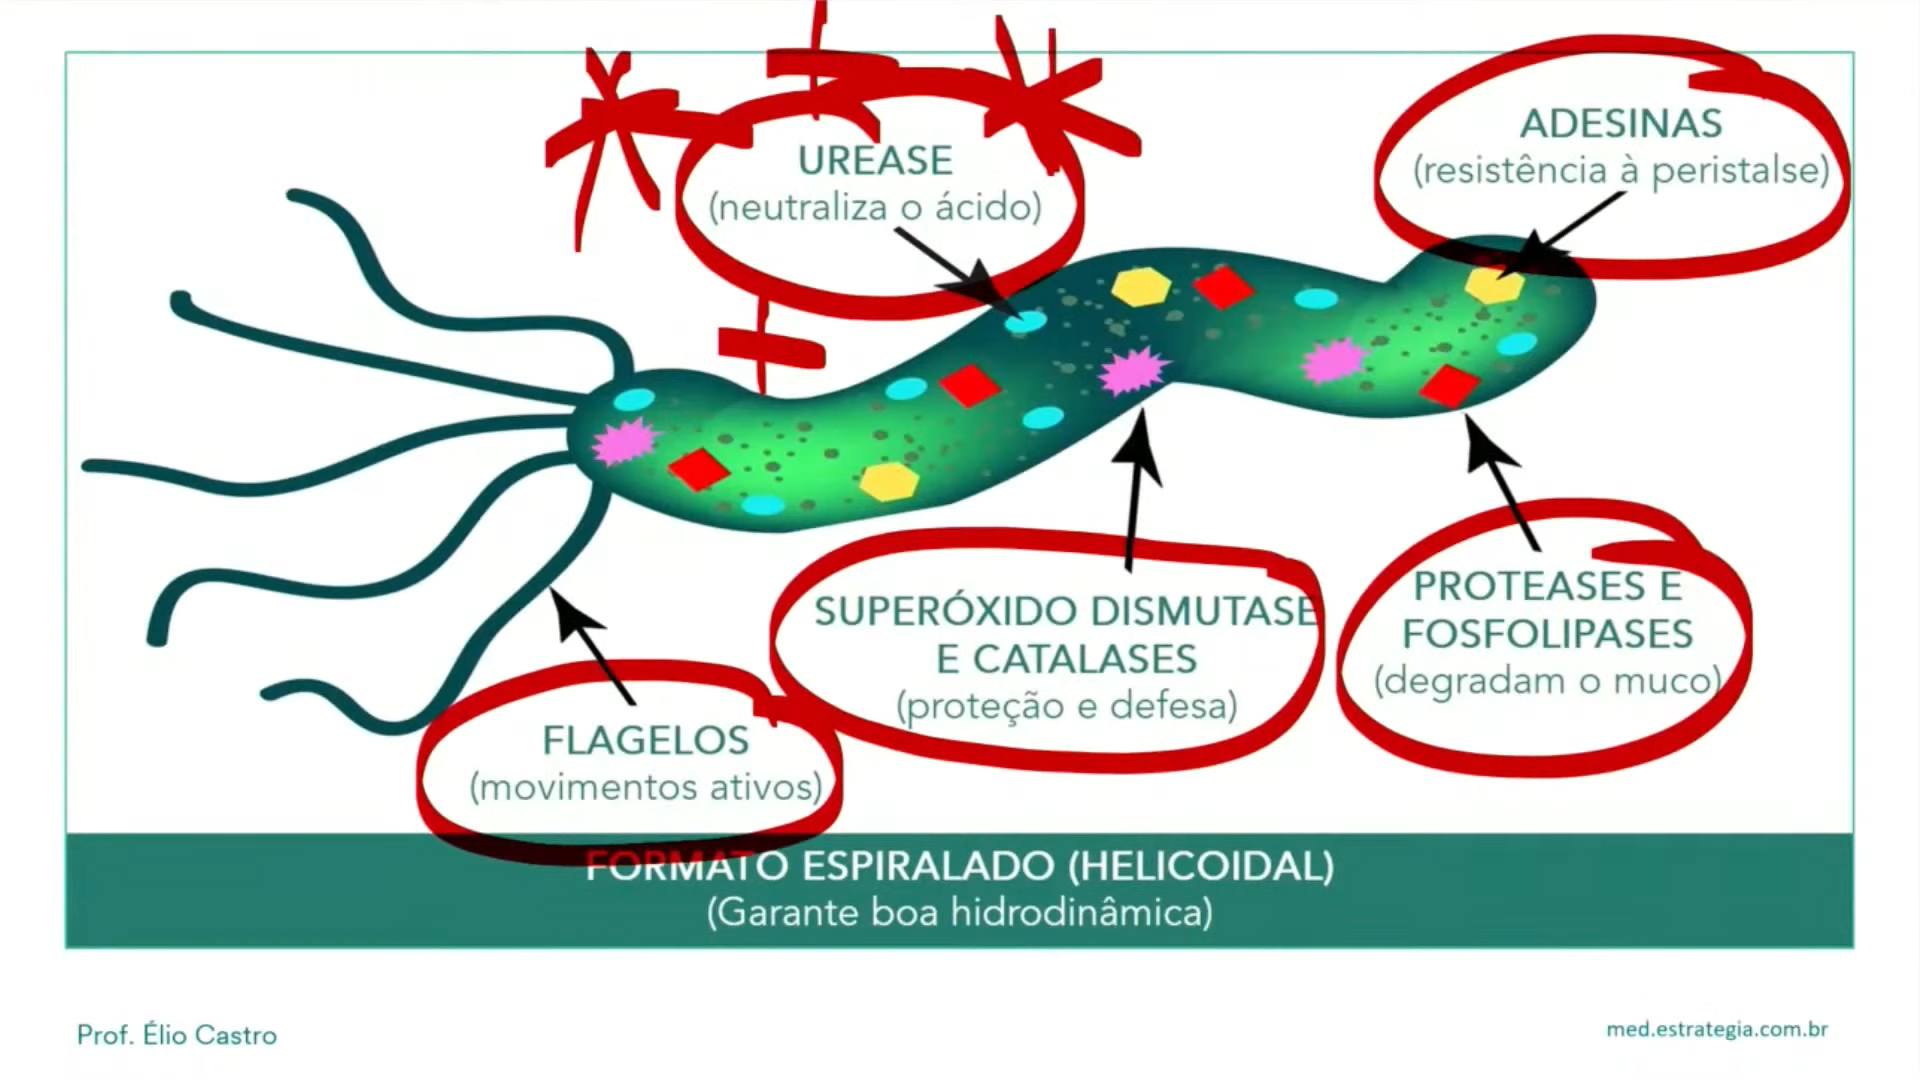 UREASE
(neutraliza o ácido)
ADESINAS
(resistência à peristalse)
SUPERÓXIDO DISMUTASE
E CATALASES
(proteção e defesa)
PROTEASES E
FOSFOLIPASES
(degradam o muco)
FLAGELOS
(movimentos ativos)
FORMATO ESPIRALADO (HELICOIDAL)
(Garante boa hidrodinâmica)
Prof. Élio Castro
med.estrategia.com.br